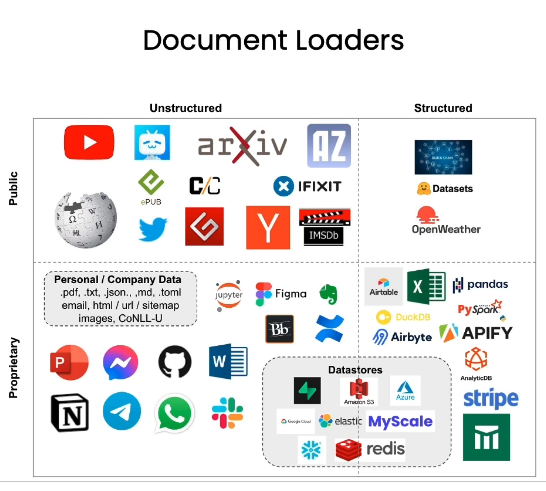 Document Loaders
Unstructured
Structured
Public
arXiv
AZ
BLOCK CHAIN
ePUB
C/C
IFIXIT
Datasets
W
Y
IMSDb
OpenWeather
Proprietary
Personal / Company Data
.pdf, .txt, .json., .md, .toml
email, html / url / sitemap
images, CoNLL-U
jupyter
Figma
Airtable
X
pandas
Bb
DuckDB
PySpark
Airbyte
APIFY
P
W
AnalyticDB
Datastores
Amazon S3
Azure
stripe
N
Google Cloud
elastic
MyScale
redis